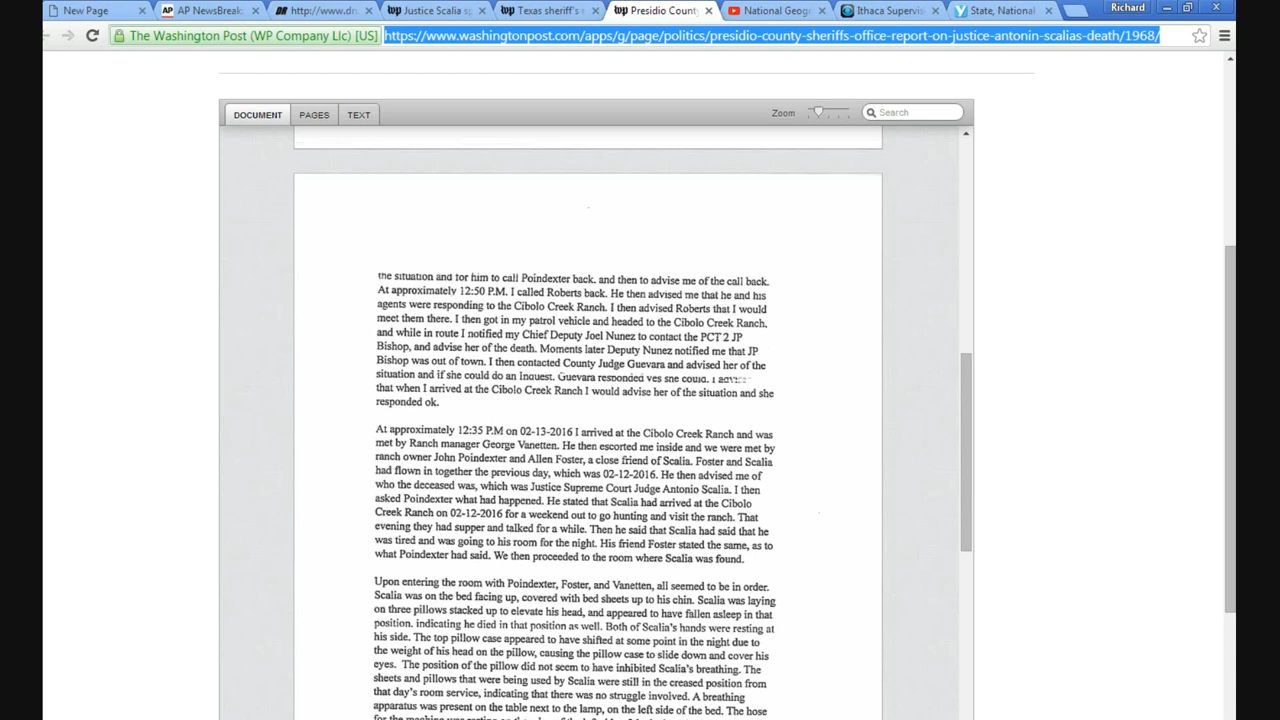 New Page
AP NewsBreak
http://www.dr
Justice Scalia s
Texas sheriff's
Presidio Count
National Geog
Ithaca Supervis
State, National
Richard
The Washington Post (WP Company Llc) [US]
https://www.washingtonpost.com/apps/g/page/politics/presidio-county-sheriffs-office-report-on-justice-antonin-scalias-death/1968/
DOCUMENT
PAGES
TEXT
Zoom
Search
the situation and for him to call Poindexter back. and then to advise me of the call back.
At approximately 12:50 P.M. I called Roberts back. He then advised me that he and his
agents were responding to the Cibolo Creek Ranch. I then advised Roberts that I would
meet them there. I then got in my patrol vehicle and headed to the Cibolo Creek Ranch,
and while in route I notified my Chief Deputy Joel Nunez to contact the PCT 2 JP
Bishop, and advise her of the death. Moments later Deputy Nunez notified me that JP
Bishop was out of town. I then contacted County Judge Guevara and advised her of the
situation and if she could do an Inquest. Guevara responded yes she could. I
that when I arrived at the Cibolo Creek Ranch I would advise her of the situation and she
responded ok.
At approximately 12:35 P.M on 02-13-2016 I arrived at the Cibolo Creek Ranch and was
met by Ranch manager George Vanetten. He then escorted me inside and we were met by
ranch owner John Poindexter and Allen Foster, a close friend of Scalia. Foster and Scalia
had flown in together the previous day, which was 02-12-2016. He then advised me of
who the deceased was, which was Justice Supreme Court Judge Antonio Scalia. I then
asked Poindexter what had happened. He stated that Scalia had arrived at the Cibolo
Creek Ranch on 02-12-2016 for a weekend out to go hunting and visit the ranch. That
evening they had supper and talked for a while. Then he said that Scalia had said that he
was tired and was going to his room for the night. His friend Foster stated the same, as to
what Poindexter had said. We then proceeded to the room where Scalia was found.
Upon entering the room with Poindexter, Foster, and Vanetten, all seemed to be in order.
Scalia was on the bed facing up, covered with bed sheets up to his chin. Scalia was laying
on three pillows stacked up to elevate his head, and appeared to have fallen asleep in that
position. indicating he died in that position as well. Both of Scalia's hands were resting at
his side. The top pillow case appeared to have shifted at some point in the night due to
the weight of his head on the pillow, causing the pillow case to slide down and cover his
eyes. The position of the pillow did not seem to have inhibited Scalia's breathing. The
sheets and pillows that were being used by Scalia were still in the creased position from
that day's room service, indicating that there was no struggle involved. A breathing
apparatus was present on the table next to the lamp, on the left side of the bed. The hose